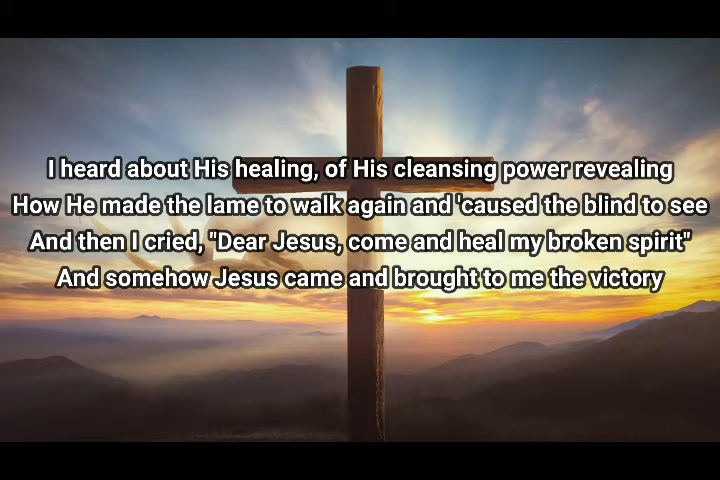 I heard about His healing, of His cleansing power revealing
How He made the lame to walk again and 'caused the blind to see
And then I cried, "Dear Jesus, come and heal my broken spirit"
And somehow Jesus came and brought to me the victory